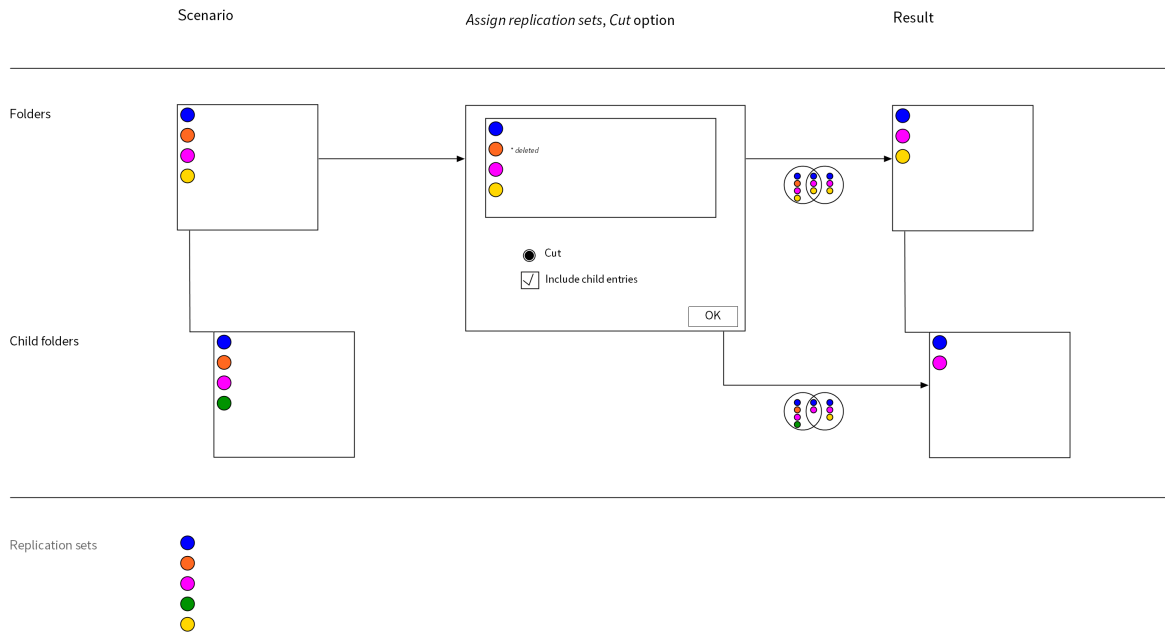 Scenario
Assign replication sets, Cut option
Result
Folders
* deleted
Cut
Include child entries
OK
Child folders
Replication sets